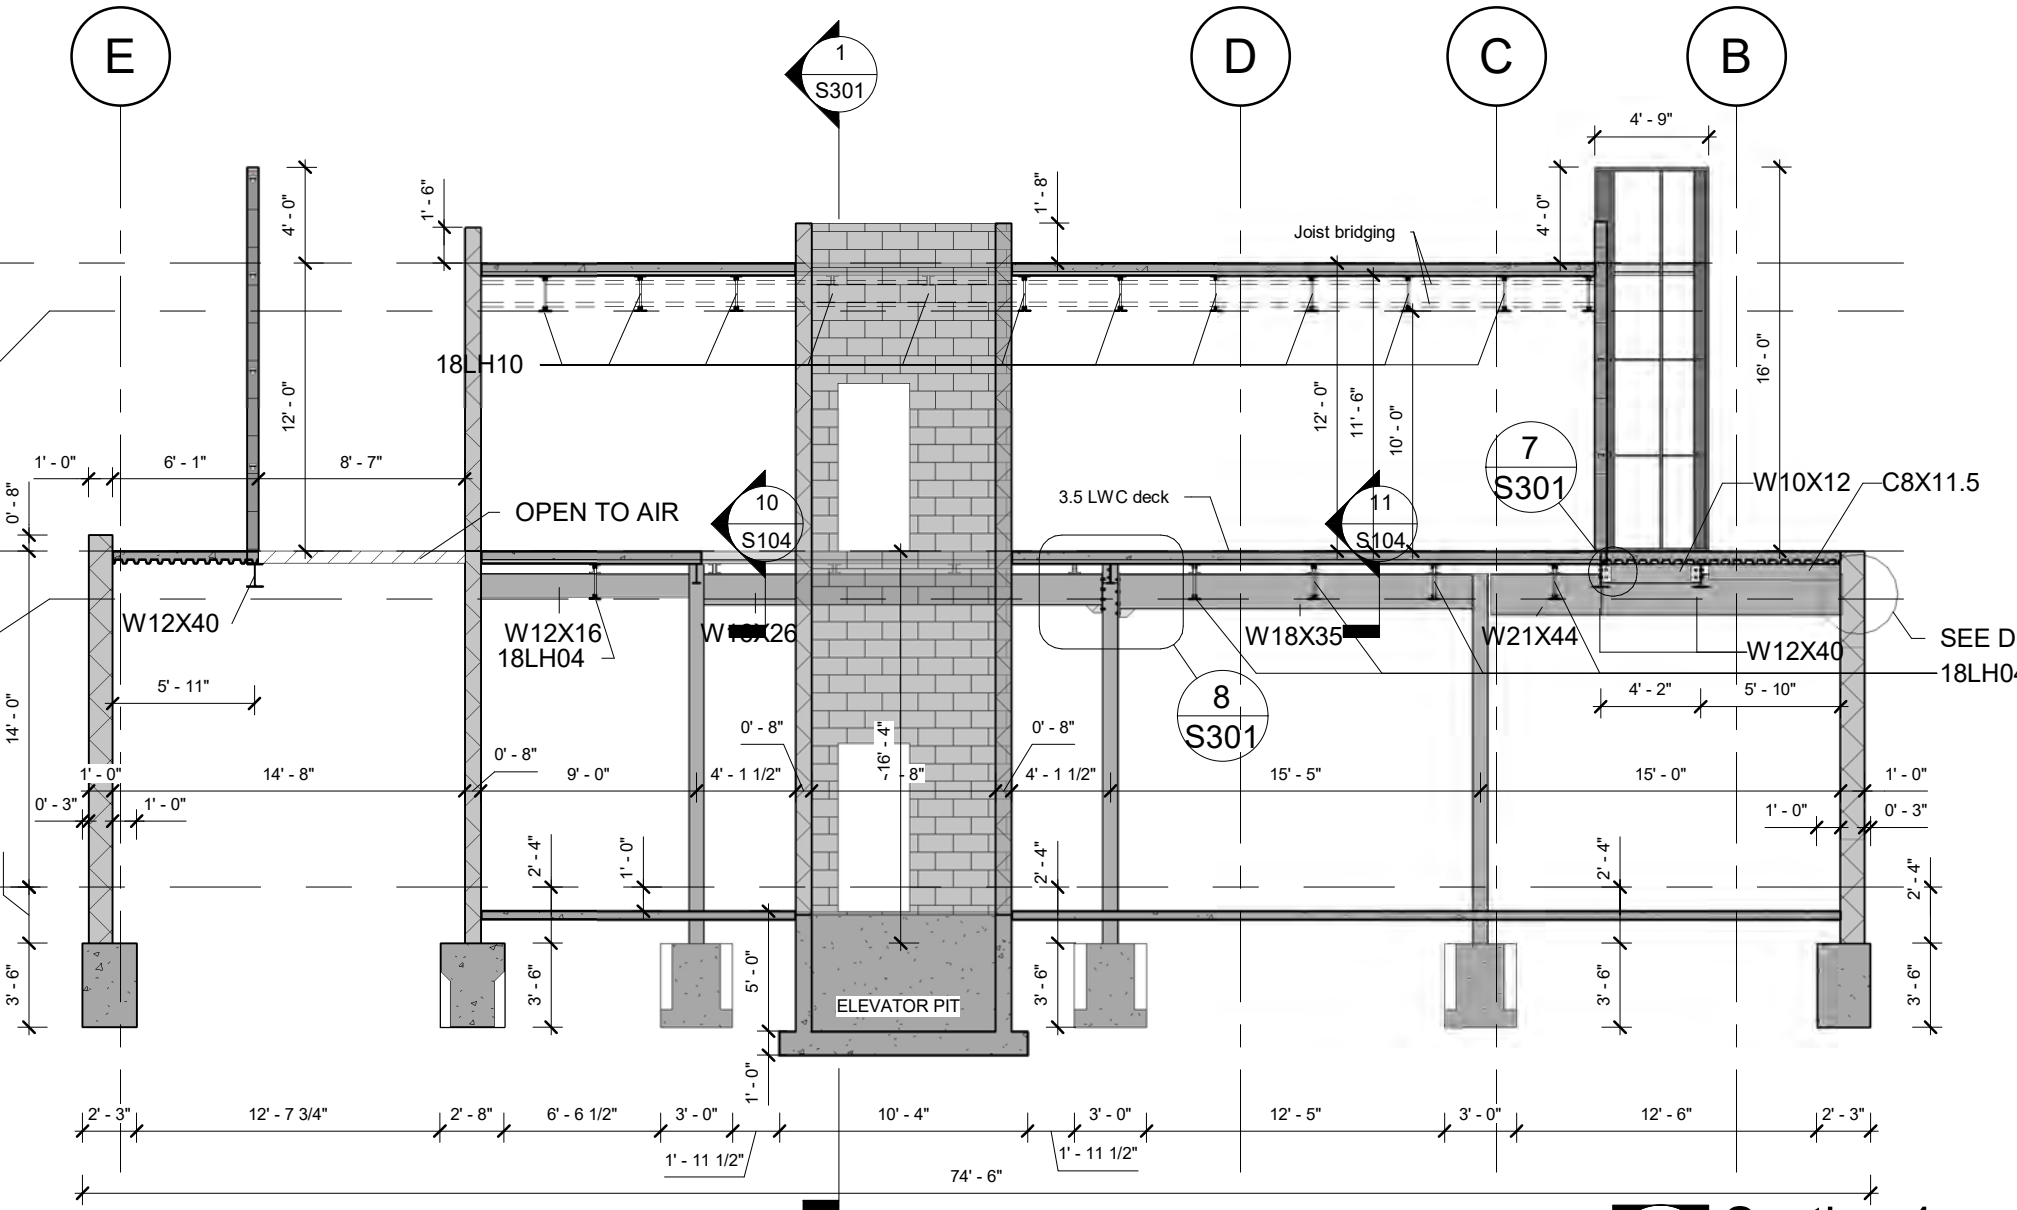 E
1
S301
D
C
B
4' - 9"
4' - 0"
1' - 6"
1' - 8"
Joist bridging
4' - 0"
18LH10
12' - 0"
12' - 0"
11' - 6"
10' - 0"
16' - 0"
1' - 0"
6' - 1"
8' - 7"
0' - 8"
OPEN TO AIR
10
S104
3.5 LWC deck
11
S104
7
S301
W10X12
C8X11.5
W12X40
W12X16
18LH04
W18X35
W21X44
W12X40
SEE D
18LH04
5' - 11"
4' - 2"
5' - 10"
8
S301
14' - 0"
0' - 8"
0' - 8"
0' - 8"
16' - 4"
1' - 0"
14' - 8"
9' - 0"
4' - 1 1/2"
- 8"
4' - 1 1/2"
15' - 5"
15' - 0"
1' - 0"
0' - 3"
1' - 0"
1' - 0"
0' - 3"
2' - 4"
1' - 0"
2' - 4"
2' - 4"
2' - 4"
3' - 6"
3' - 6"
5' - 0"
ELEVATOR PIT
3' - 6"
3' - 6"
3' - 6"
1' - 0"
2' - 3"
12' - 7 3/4"
2' - 8"
6' - 6 1/2"
3' - 0"
10' - 4"
3' - 0"
12' - 5"
3' - 0"
12' - 6"
2' - 3"
1' - 11 1/2"
1' - 11 1/2"
74' - 6"